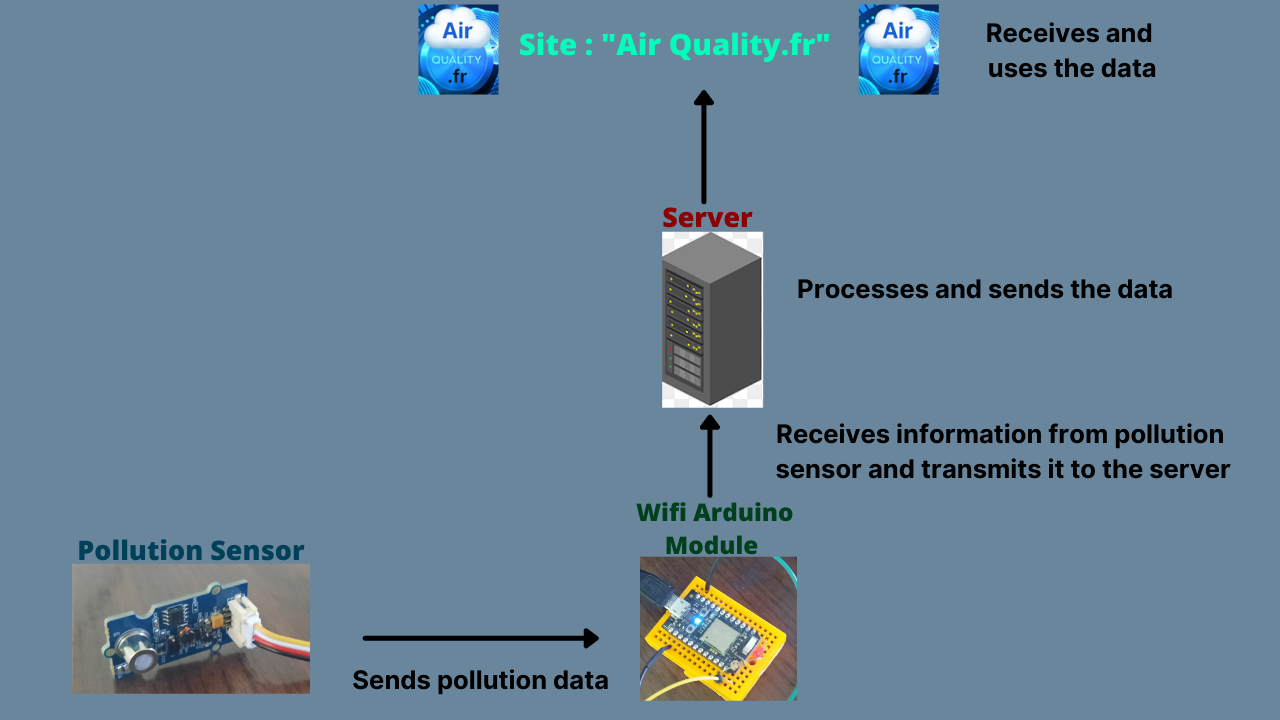 Air
QUALITY
.fr
Site : "Air Quality.fr"
Air
QUALITY
.fr
Receives and
uses the data
Server
Processes and sends the data
Receives information from pollution
sensor and transmits it to the server
Wifi Arduino
Module
Pollution Sensor
Sends pollution data